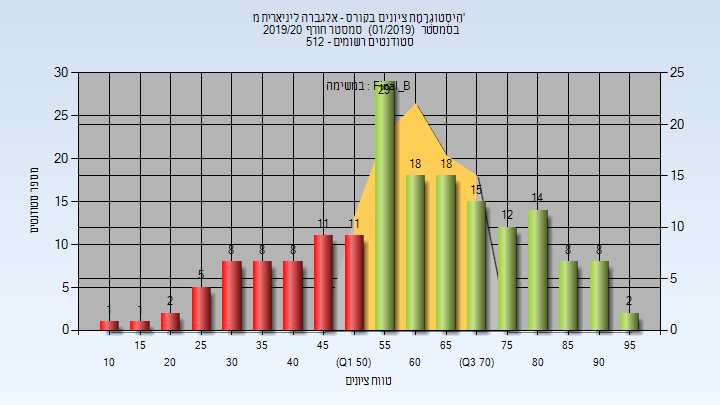 הִיסְטוֹגְרָמַת ציונים בקורס - אלגברה ליניארית מ'
בסמסטר (01/2019) סמסטר חורף 2019/20
512 - סטודנטים רשומים
במשימה : Final_B
30 25
25 20
20 15
15 10
10 5
5 0
0
מספר סטודנטים
1 1 2 5 8 8 8 11 11 29 18 18 15 12 14 8 8 2
15 25 35 45 55 65 75 85 95
10 20 30 40 (Q1 50) 60 (Q3 70) 80 90
טווח ציונים